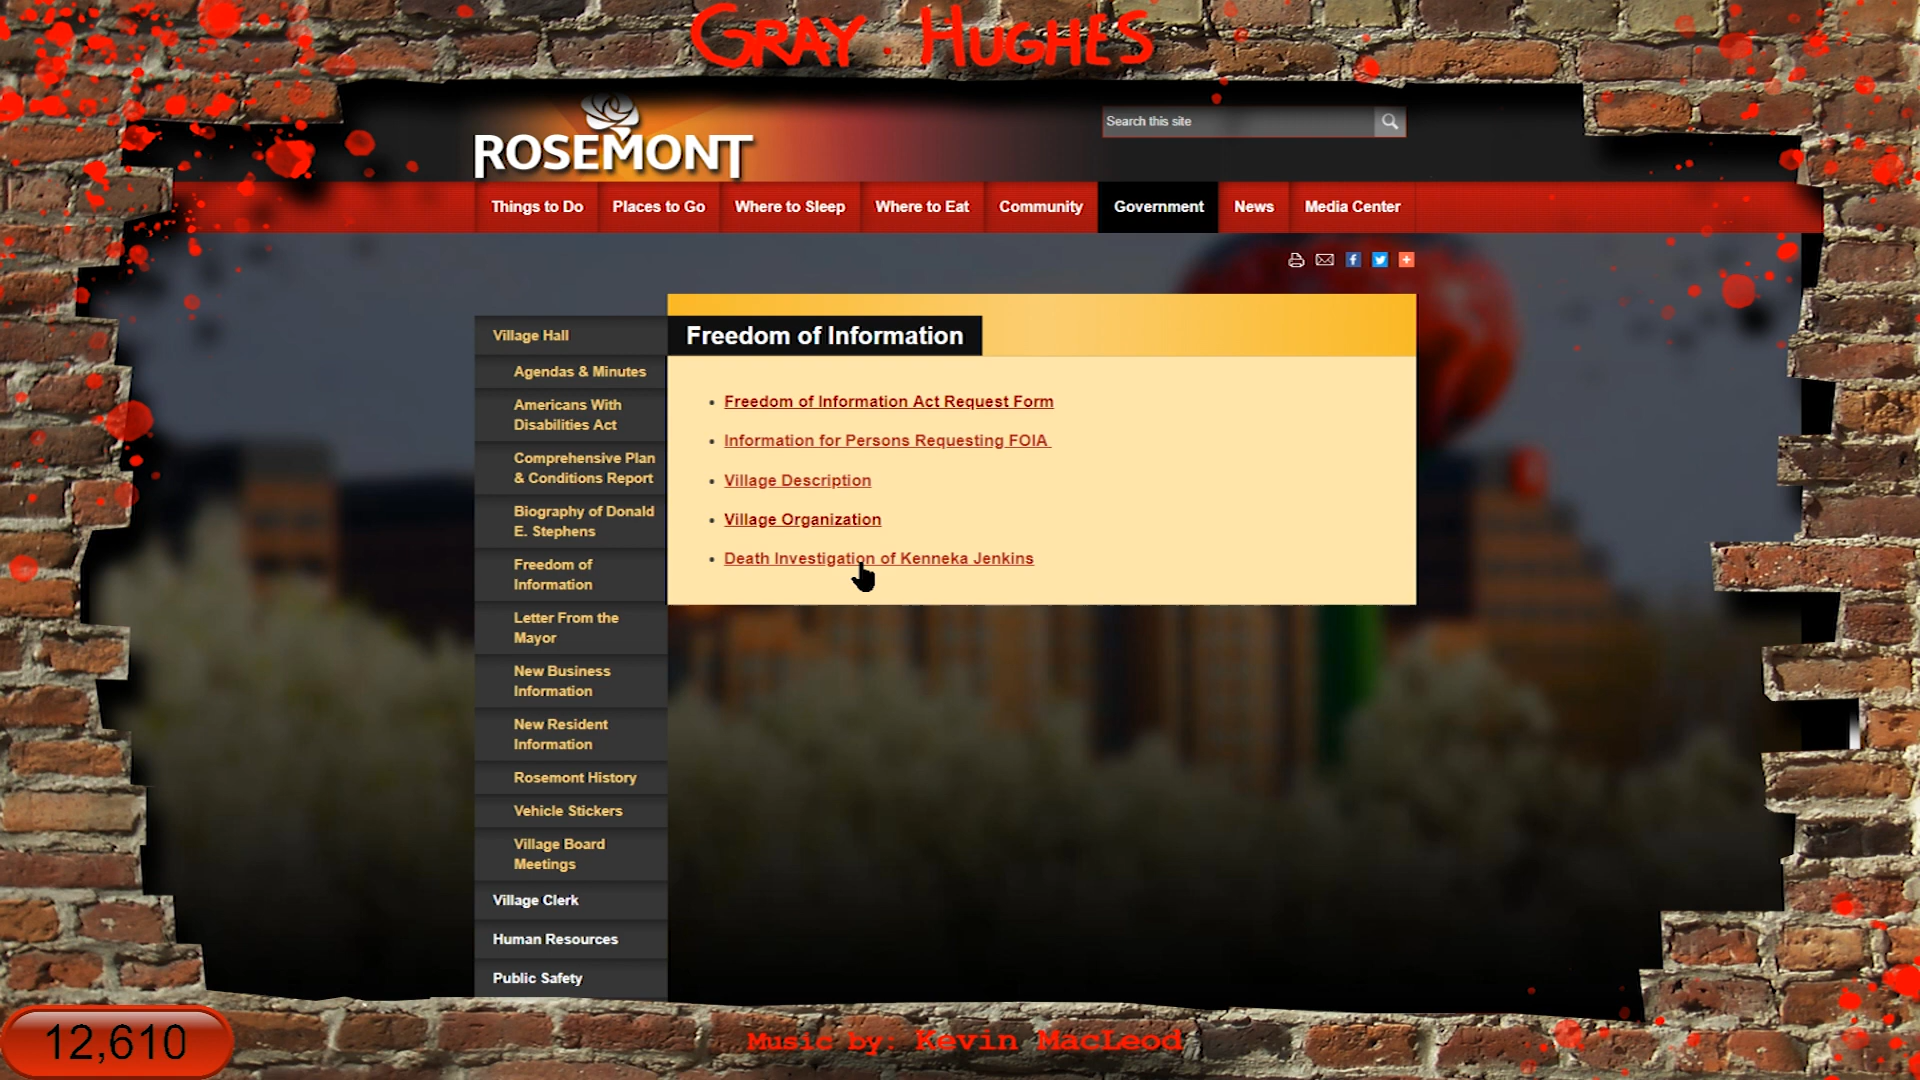 GRAY HUGHES
ROSEMONT
Search this site
Things to Do
Places to Go
Where to Sleep
Where to Eat
Community
Government
News
Media Center
Village Hall
Agendas & Minutes
Americans With
Disabilities Act
Comprehensive Plan
& Conditions Report
Biography of Donald
E. Stephens
Freedom of
Information
Letter From the
Mayor
New Business
Information
New Resident
Information
Rosemont History
Vehicle Stickers
Village Board
Meetings
Village Clerk
Human Resources
Public Safety
Freedom of Information
• Freedom of Information Act Request Form
• Information for Persons Requesting FOIA
• Village Description
• Village Organization
• Death Investigation of Kenneka Jenkins
12,610
Music by: Kevin MacLeod